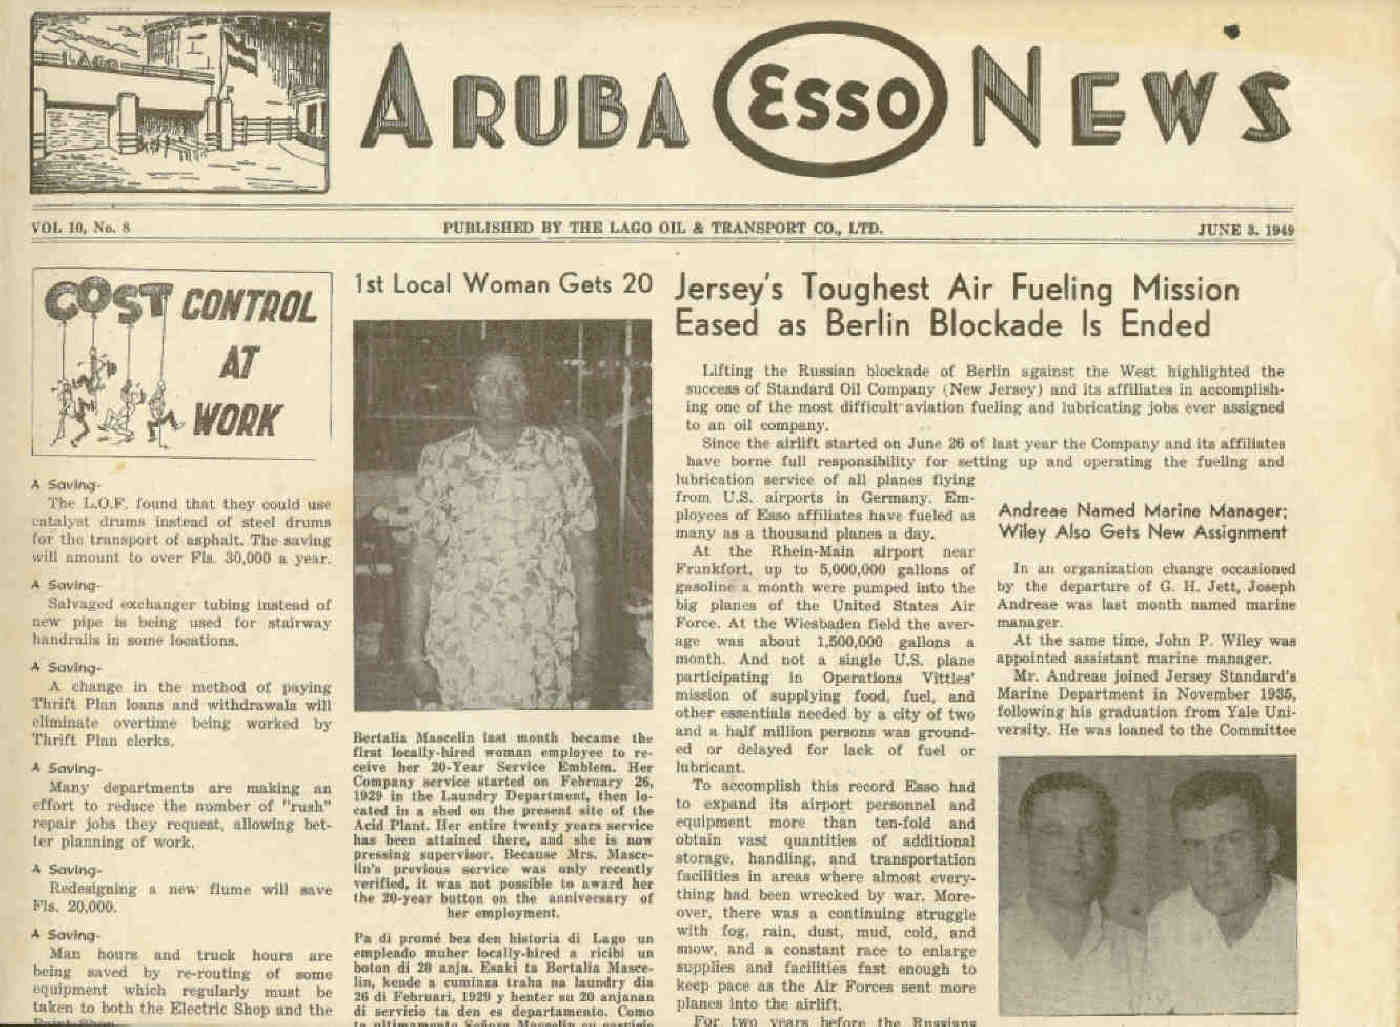 LAGO
ARUBA Esso NEWS
VOL. 10, No. 8
PUBLISHED BY THE LAGO OIL & TRANSPORT CO., LTD.
JUNE 3, 1949
COST CONTROL
AT
WORK
A Saving-
The L.O.F. found that they could use
catalyst drums instead of steel drums
for the transport of asphalt. The saving
will amount to over Fls. 30,000 a year.
A Saving-
Salvaged exchanger tubing instead of
new pipe is being used for stairway
handrails in some locations.
A Saving-
A change in the method of paying
Thrift Plan loans and withdrawals will
eliminate overtime being worked by
Thrift Plan clerks.
A Saving-
Many departments are making an
effort to reduce the number of "rush"
repair jobs they request, allowing bet-
ter planning of work.
A Saving-
Redesigning a new flume will save
Fls. 20,000.
A Saving-
Man hours and truck hours are
being saved by re-routing of some
equipment which regularly must be
taken to both the Electric Shop and the
1st Local Woman Gets 20
Bertalia Mascelin last month became the
first locally-hired woman employee to re-
ceive her 20-Year Service Emblem. Her
Company service started on February 26,
1929 in the Laundry Department, then lo-
cated in a shed on the present site of the
Acid Plant. Her entire twenty years service
has been attained there, and she is now
pressing supervisor. Because Mrs. Masce-
lin's previous service was only recently
verified, it was not possible to award her
the 20-year button on the anniversary of
her employment.
Pa di promé bez den historia di Lago un
empleado muher locally-hired a ricibi un
boton di 20 anja. Esaki ta Bertalia Masce-
lin, kende a cuminza traha na laundry dia
26 di Februari, 1929 y henter su 20 anjanan
di servicio ta den es departamento. Como
ta ultimamente Señora Mascelin su servicio
Jersey's Toughest Air Fueling Mission
Eased as Berlin Blockade Is Ended
Lifting the Russian blockade of Berlin against the West highlighted the
success of Standard Oil Company (New Jersey) and its affiliates in accomplish-
ing one of the most difficult aviation fueling and lubricating jobs ever assigned
to an oil company.
Since the airlift started on June 26 of last year the Company and its affiliates
have borne full responsibility for setting up and operating the fueling and
lubrication service of all planes flying
from U.S. airports in Germany. Em-
ployees of Esso affiliates have fueled as
many as a thousand planes a day.
At the Rhein-Main airport near
Frankfort, up to 5,000,000 gallons of
gasoline a month were pumped into the
big planes of the United States Air
Force. At the Wiesbaden field the aver-
age was about 1,500,000 gallons a
month. And not a single U.S. plane
participating in Operations Vittles'
mission of supplying food, fuel, and
other essentials needed by a city of two
and a half million persons was ground-
ed or delayed for lack of fuel or
lubricant.
To accomplish this record Esso had
to expand its airport personnel and
equipment more than ten-fold and
obtain vast quantities of additional
storage, handling, and transportation
facilities in areas where almost every-
thing had been wrecked by war. More-
over, there was a continuing struggle
with fog, rain, dust, mud, cold, and
snow, and a constant race to enlarge
supplies and facilities fast enough to
keep pace as the Air Forces sent more
planes into the airlift.
For two years before the Russians
Andreae Named Marine Manager;
Wiley Also Gets New Assignment
In an organization change occasioned
by the departure of G. H. Jett, Joseph
Andreae was last month named marine
manager.
At the same time, John P. Wiley was
appointed assistant marine manager.
Mr. Andreae joined Jersey Standard's
Marine Department in November 1935,
following his graduation from Yale Uni-
versity. He was loaned to the Committee